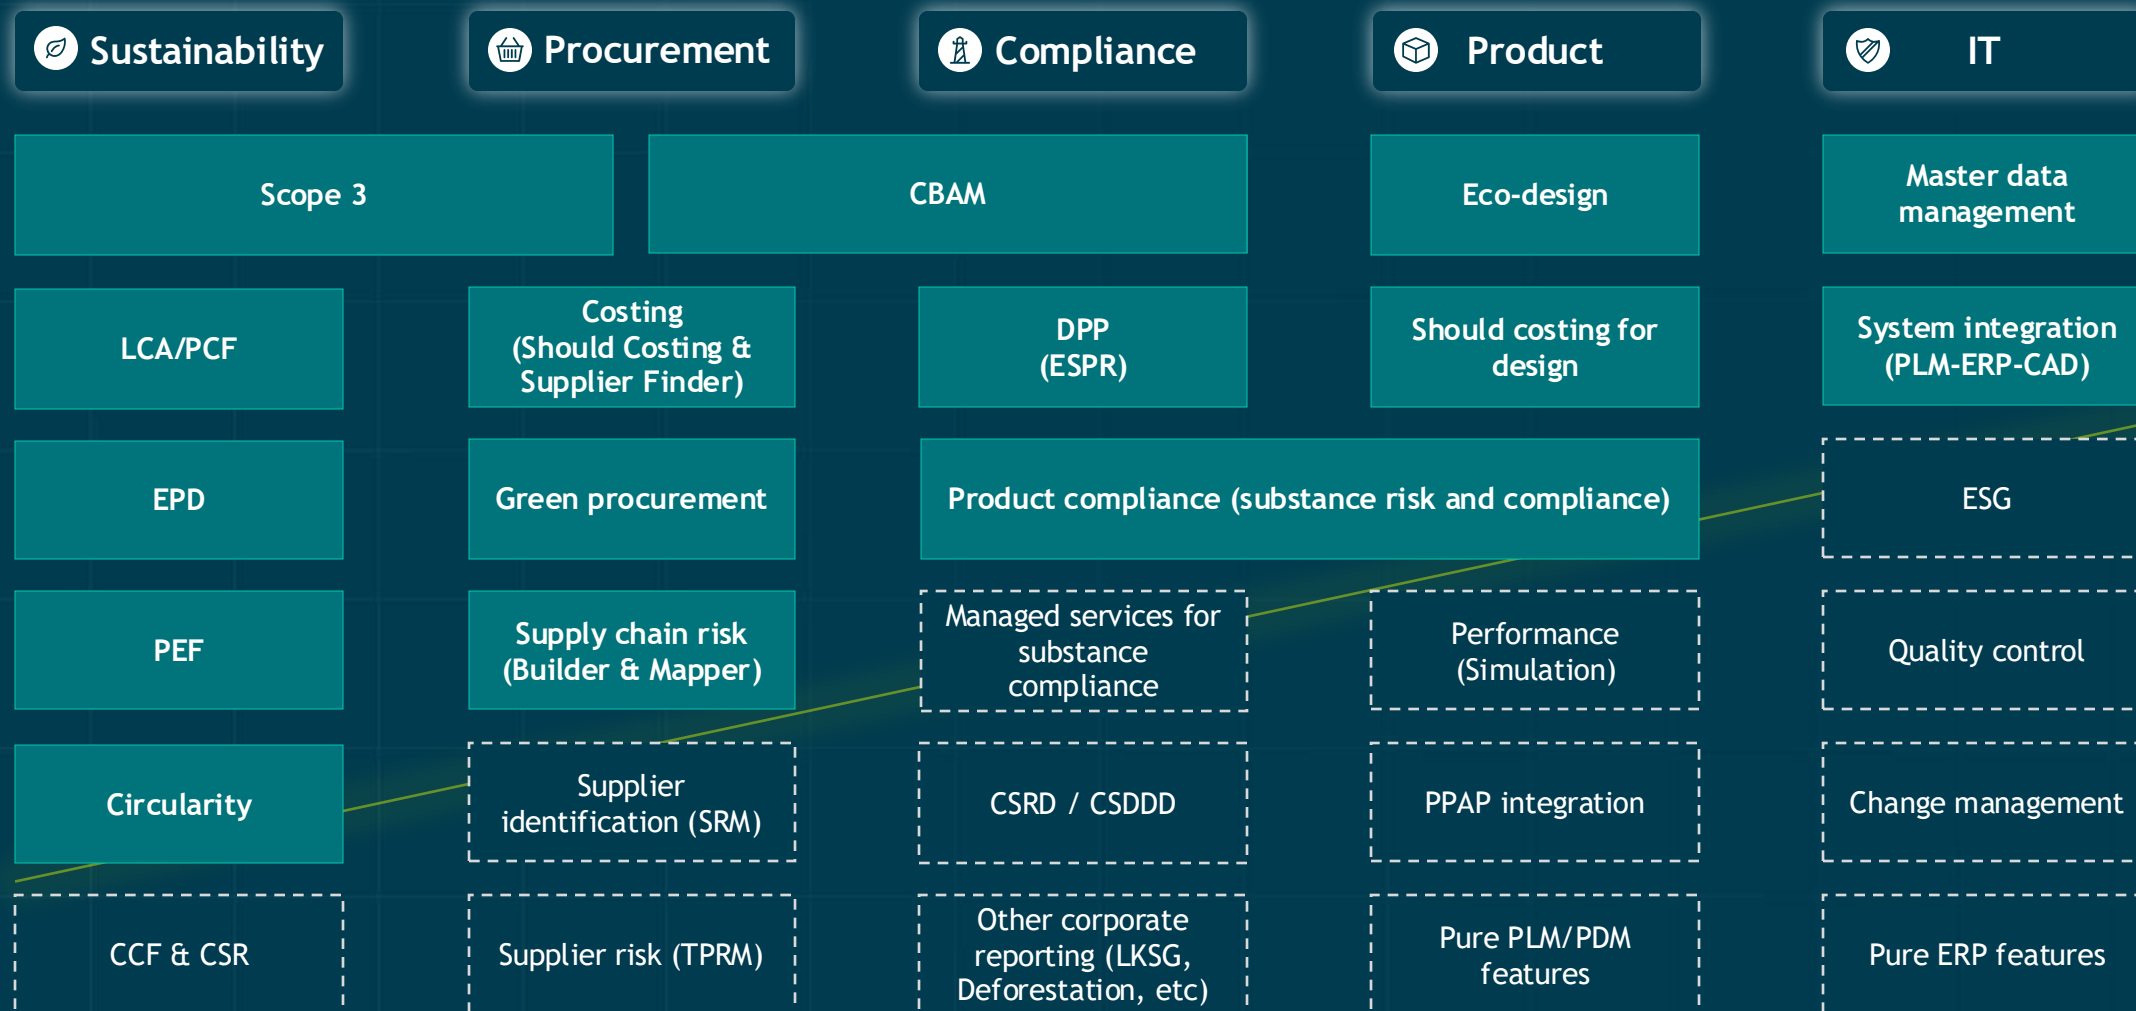 Sustainability
Procurement
Compliance
Product
IT
Scope 3
CBAM
Eco-design
Master data
management
LCA/PCF
Costing
(Should Costing &
Supplier Finder)
DPP
(ESPR)
Should costing for
design
System integration
(PLM-ERP-CAD)
EPD
Green procurement
Product compliance (substance risk and compliance)
ESG
PEF
Supply chain risk
(Builder & Mapper)
Managed services for
substance
compliance
Performance
(Simulation)
Quality control
Circularity
Supplier
identification (SRM)
CSRD / CSDDD
PPAP integration
Change management
CCF & CSR
Supplier risk (TPRM)
Other corporate
reporting (LKSG,
Deforestation, etc)
Pure PLM/PDM
features
Pure ERP features